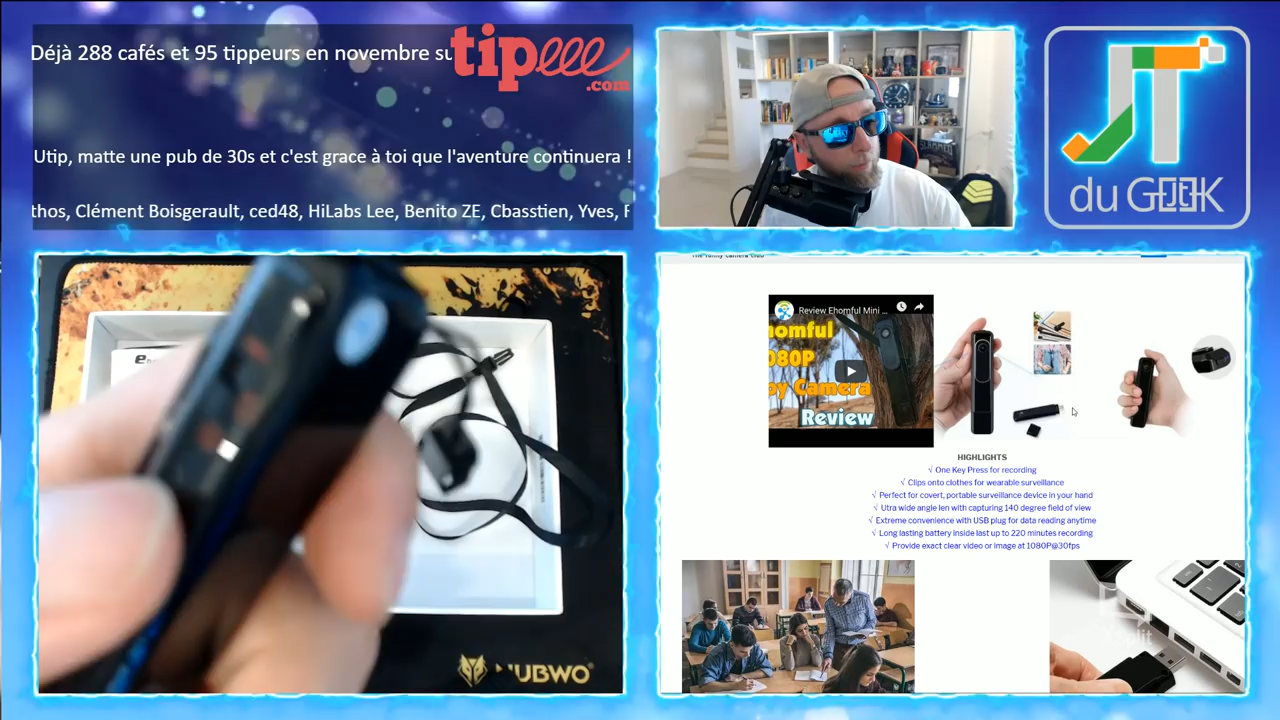 Déjà 288 cafés et 95 tippeurs en novembre su
tipeee
.com
Utip, matte une pub de 30s et c'est grace à toi que l'aventure continuera !
thos, Clément Boisgerault, ced48, HiLabs Lee, Benito ZE, Cbasstien, Yves,
JT
du GEEK
Review Ehomful Mini ...
homful
080P
py Camera
Review
HIGHLIGHTS
√ One Key Press for recording
√ Clips onto clothes for wearable surveillance
√ Perfect for covert, portable surveillance device in your hand
√ Utra wide angle len with capturing 140 degree field of view
√ Extreme convenience with USB plug for data reading anytime
√ Long lasting battery inside last up to 220 minutes recording
√ Provide exact clear video or image at 1080P@30fps
NUBWO